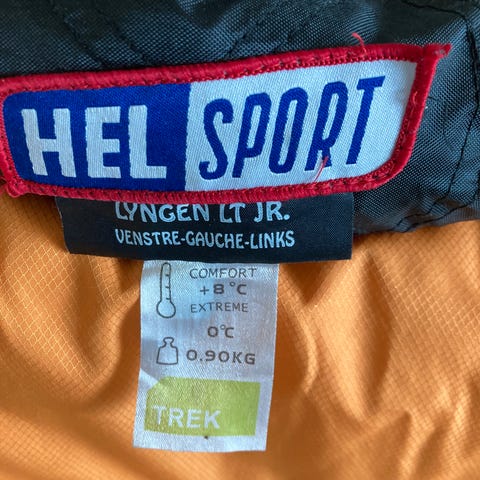 HEL SPORT
LYNGEN LT JR.
VENSTRE-GAUCHE-LINKS
COMFORT
+8°C
EXTREME
0°C
0.90KG
TREK